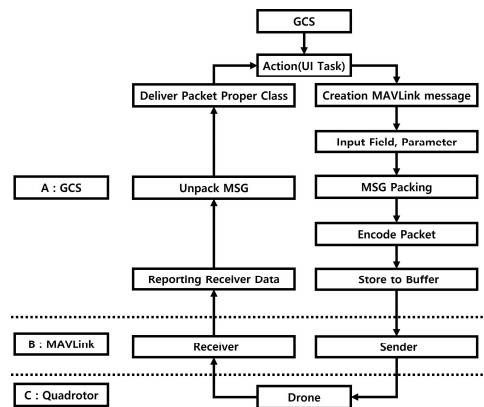 GCS
Action(UI Task)
Deliver Packet Proper Class
Creation MAVLink message
Input Field, Parameter
A : GCS
Unpack MSG
MSG Packing
Encode Packet
Reporting Receiver Data
Store to Buffer
B : MAVLink
Receiver
Sender
C : Quadrotor
Drone